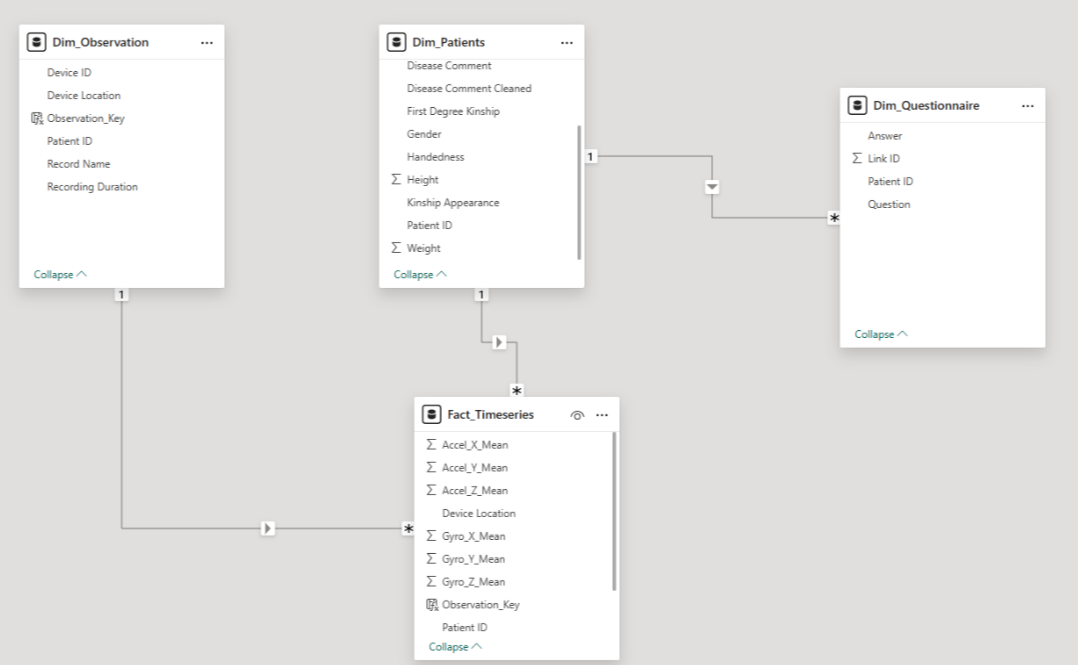 Dim_Observation
Device ID
Device Location
Observation_Key
Patient ID
Record Name
Recording Duration
Collapse
1
Dim_Patients
Disease Comment
Disease Comment Cleaned
First Degree Kinship
Gender
Handedness
Σ Height
Kinship Appearance
Patient ID
Σ Weight
Collapse
1
1
*
Dim_Questionnaire
Answer
Σ Link ID
Patient ID
Question
Collapse
*
*
Fact_Timeseries
Σ Accel_X_Mean
Σ Accel_Y_Mean
Σ Accel_Z_Mean
Device Location
Σ Gyro_X_Mean
Σ Gyro_Y_Mean
Σ Gyro_Z_Mean
Observation_Key
Patient ID
Collapse